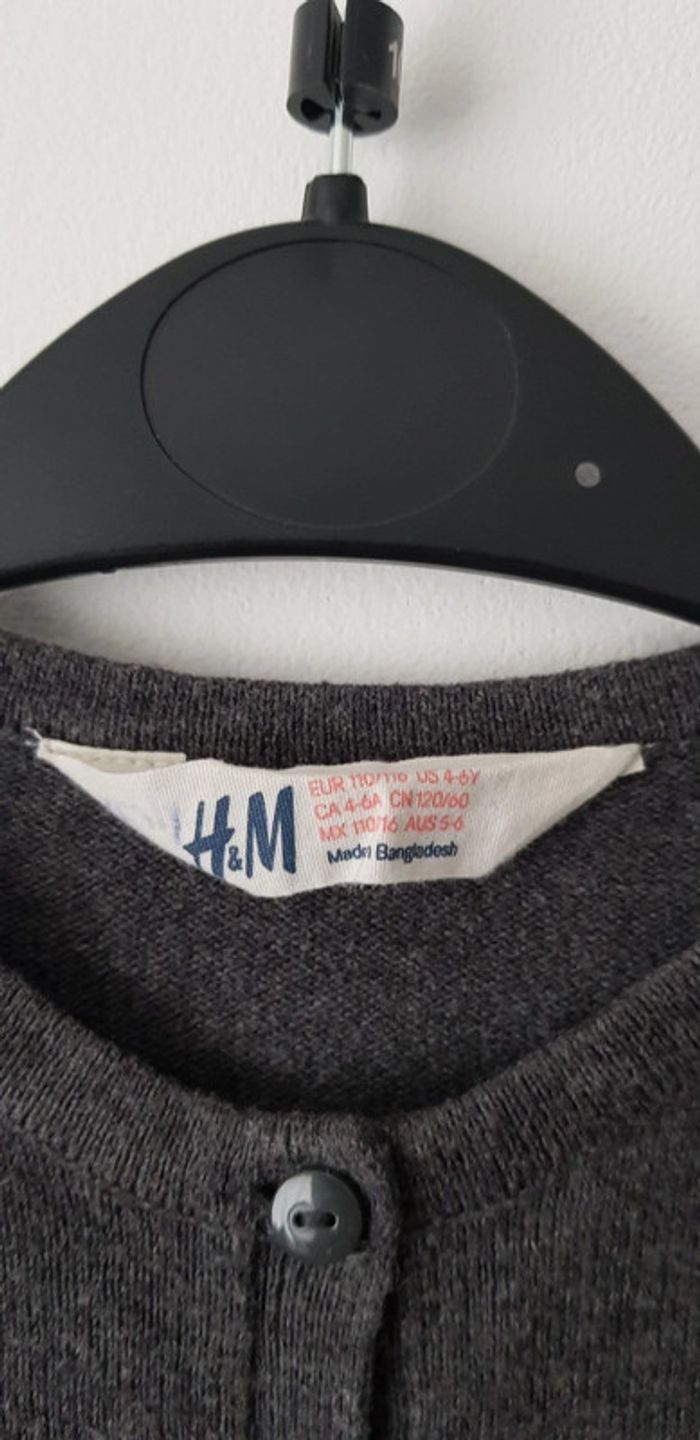 1
H&M
EUR 110/116 US 4-6Y
CA 4-6A CN 120/60
MX 110/16 AUS 5-6
Made Bangladesh